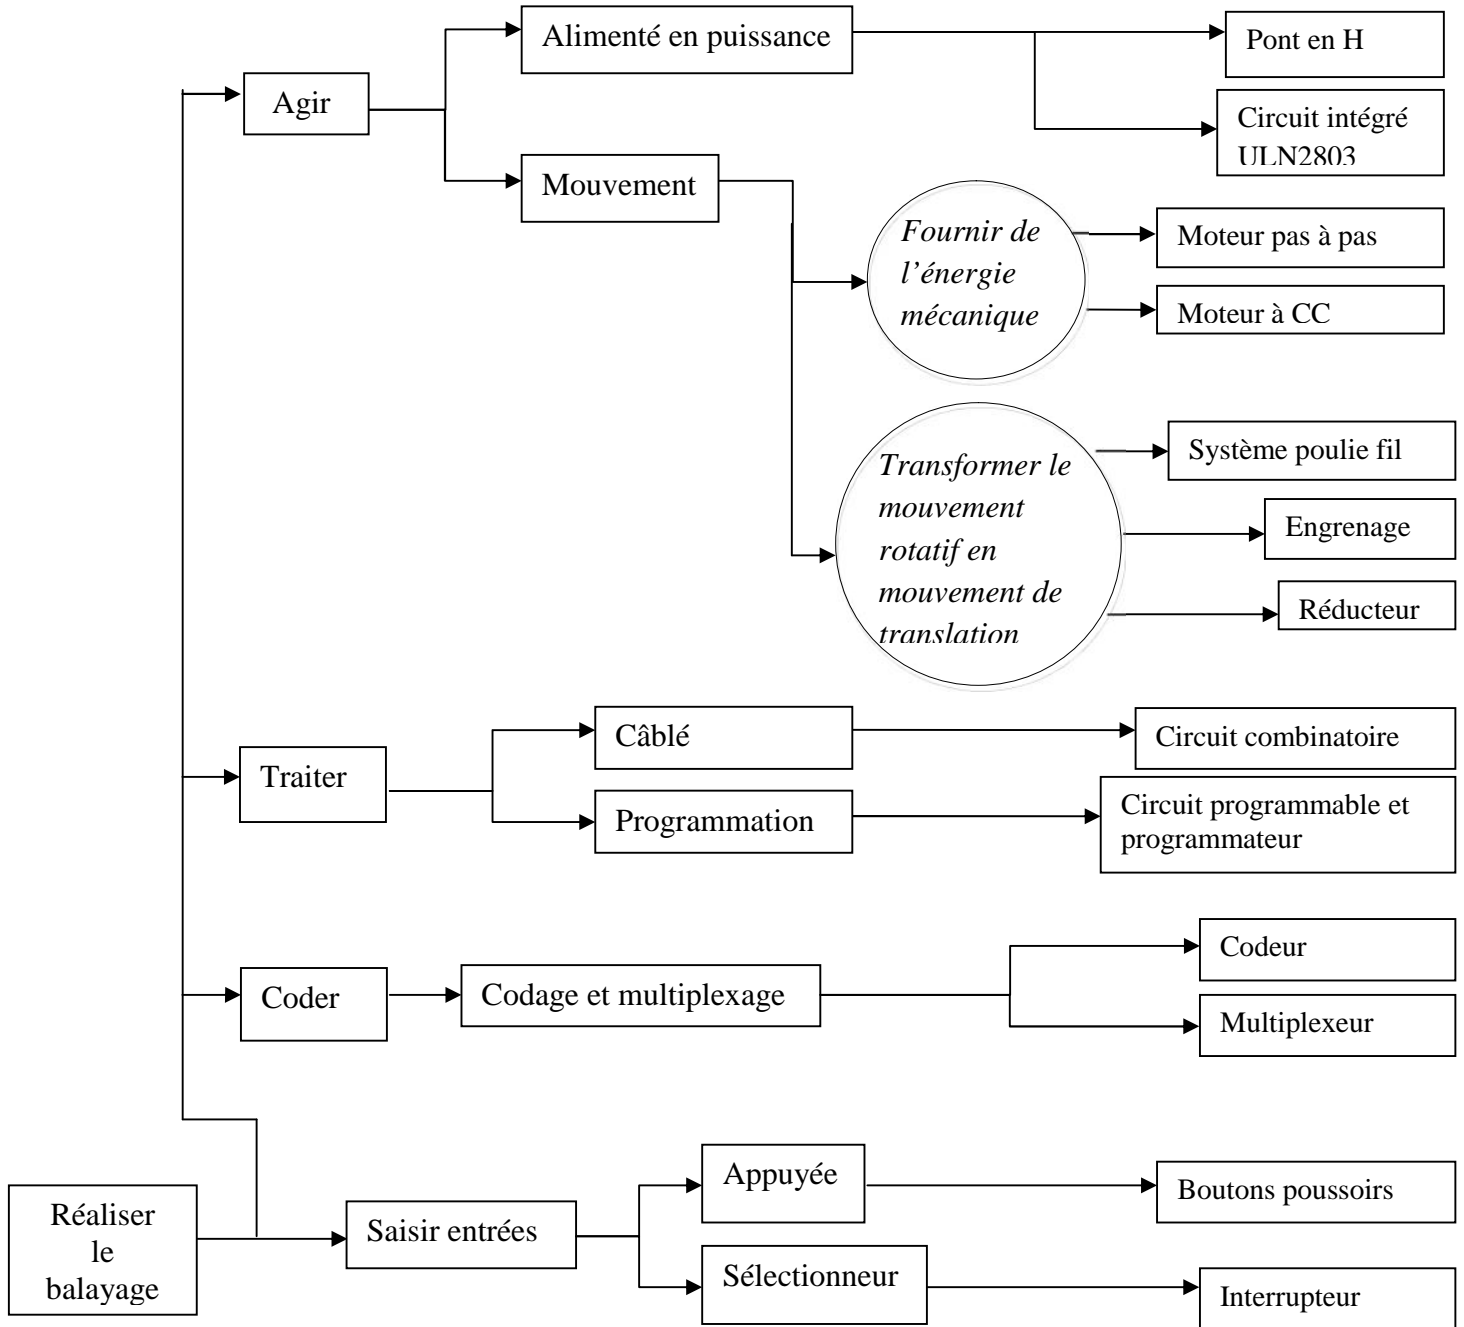 Alimenté en puissance
Pont en H
Agir
Circuit intégré
ULN2803
Mouvement
Fournir de
l’énergie
mécanique
Moteur pas à pas
Moteur à CC
Transformer le
mouvement
rotatif en
mouvement de
translation
Système poulie fil
Engrenage
Réducteur
Câblé
Circuit combinatoire
Traiter
Programmation
Circuit programmable et
programmateur
Codeur
Coder
Codage et multiplexage
Multiplexeur
Appuyée
Boutons poussoirs
Réaliser
le
balayage
Saisir entrées
Sélectionneur
Interrupteur